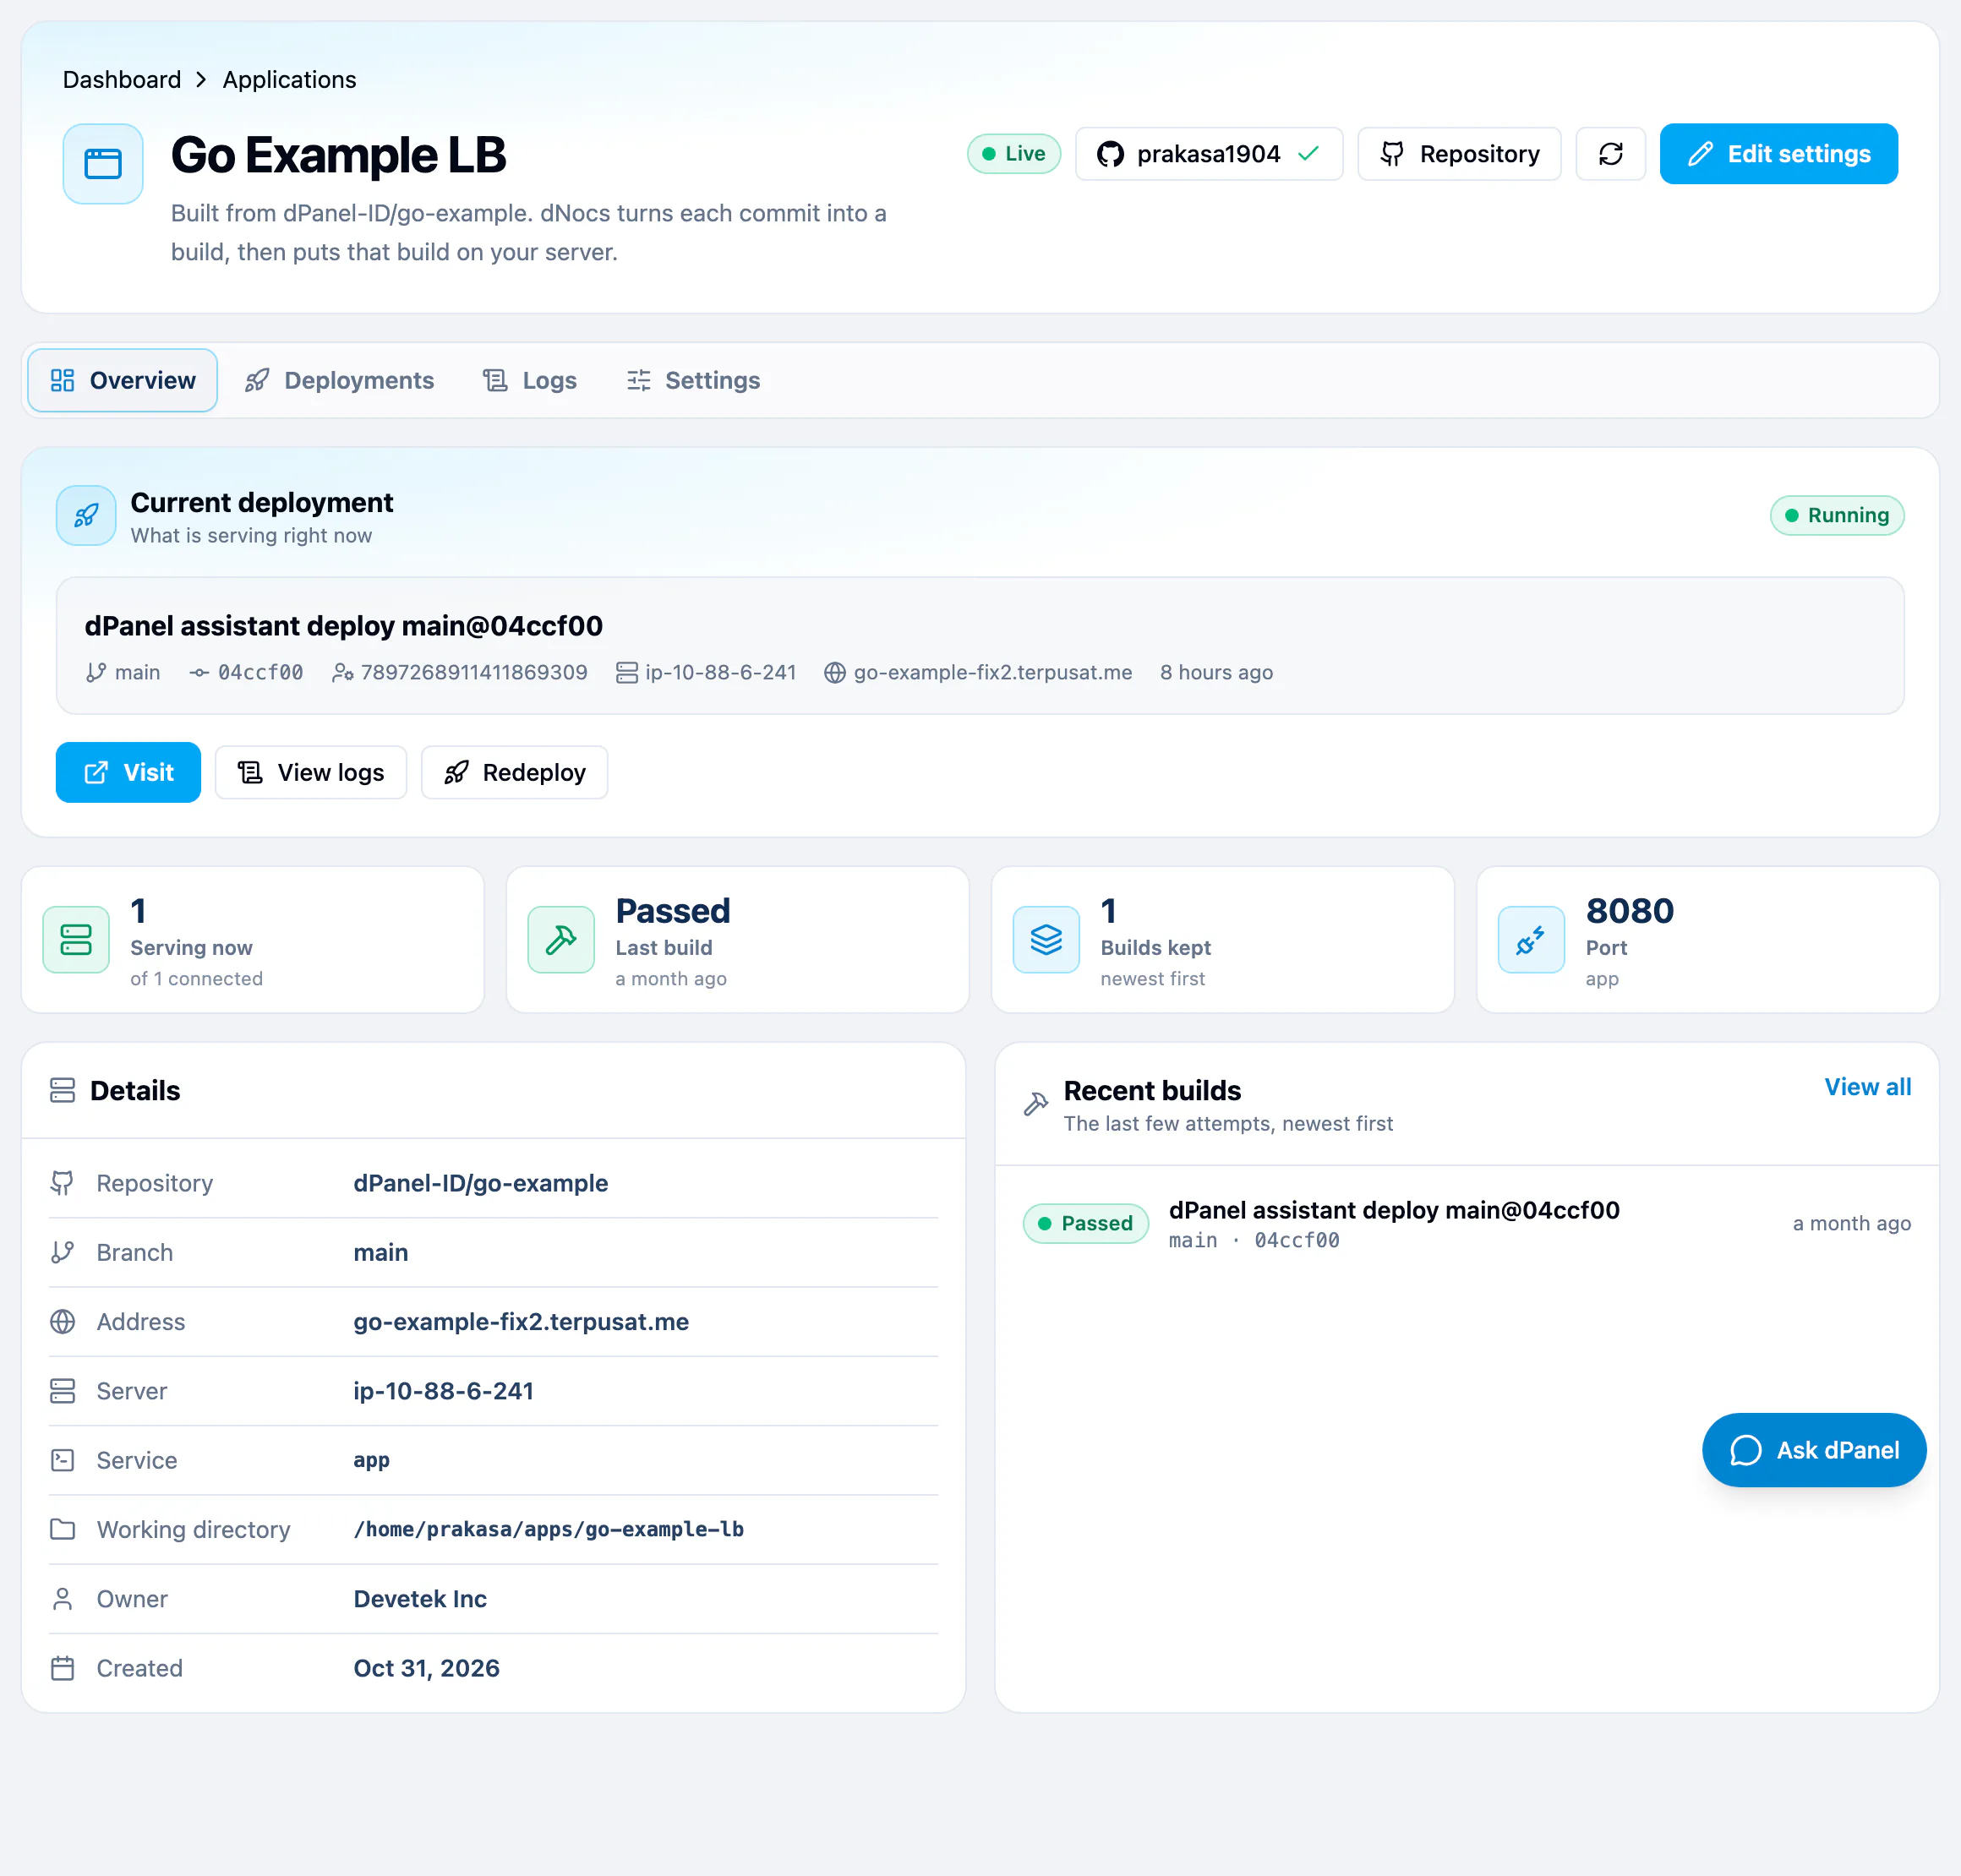 Dashboard > Applications
Go Example LB
Live
prakasa1904
Repository
Edit settings
Built from dPanel-ID/go-example. dNocs turns each commit into a
build, then puts that build on your server.
Overview
Deployments
Logs
Settings
Current deployment
What is serving right now
Running
dPanel assistant deploy main@04ccf00
main 04ccf00 7897268911411869309 ip-10-88-6-241 go-example-fix2.terpusat.me 8 hours ago
Visit
View logs
Redeploy
1
Serving now
of 1 connected
Passed
Last build
a month ago
1
Builds kept
newest first
8080
Port
app
Details
Repository dPanel-ID/go-example
Branch main
Address go-example-fix2.terpusat.me
Server ip-10-88-6-241
Service app
Working directory /home/prakasa/apps/go-example-lb
Owner Devetek Inc
Created Oct 31, 2026
Recent builds
View all
The last few attempts, newest first
Passed
dPanel assistant deploy main@04ccf00
main · 04ccf00
a month ago
Ask dPanel